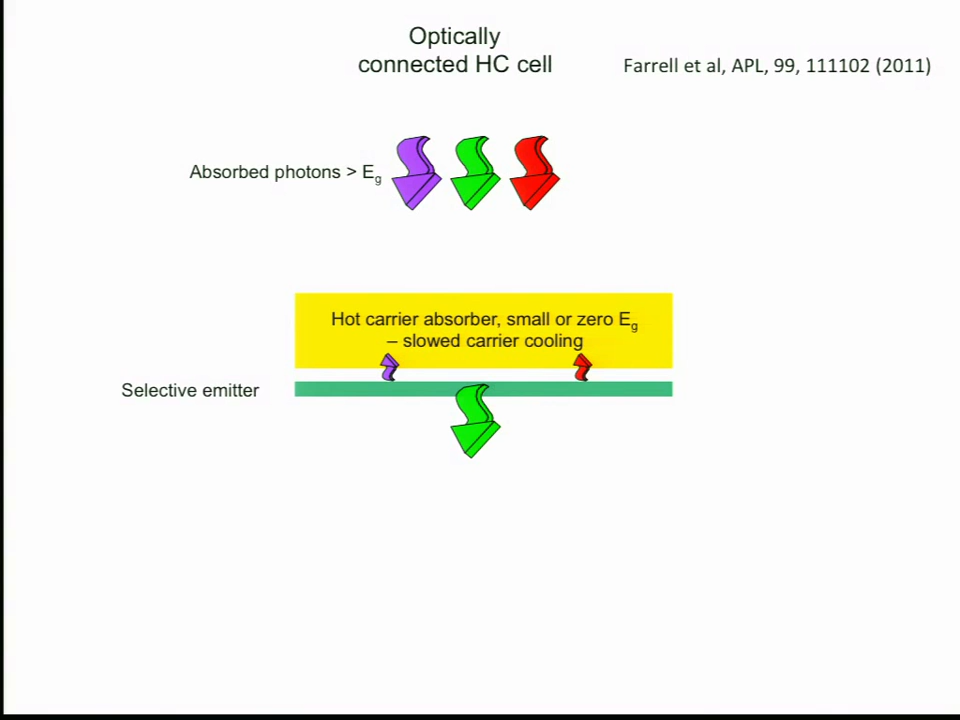 Optically
connected HC cell
Farrell et al, APL, 99, 111102 (2011)
Absorbed photons > Eg
Hot carrier absorber, small or zero Eg
– slowed carrier cooling
Selective emitter